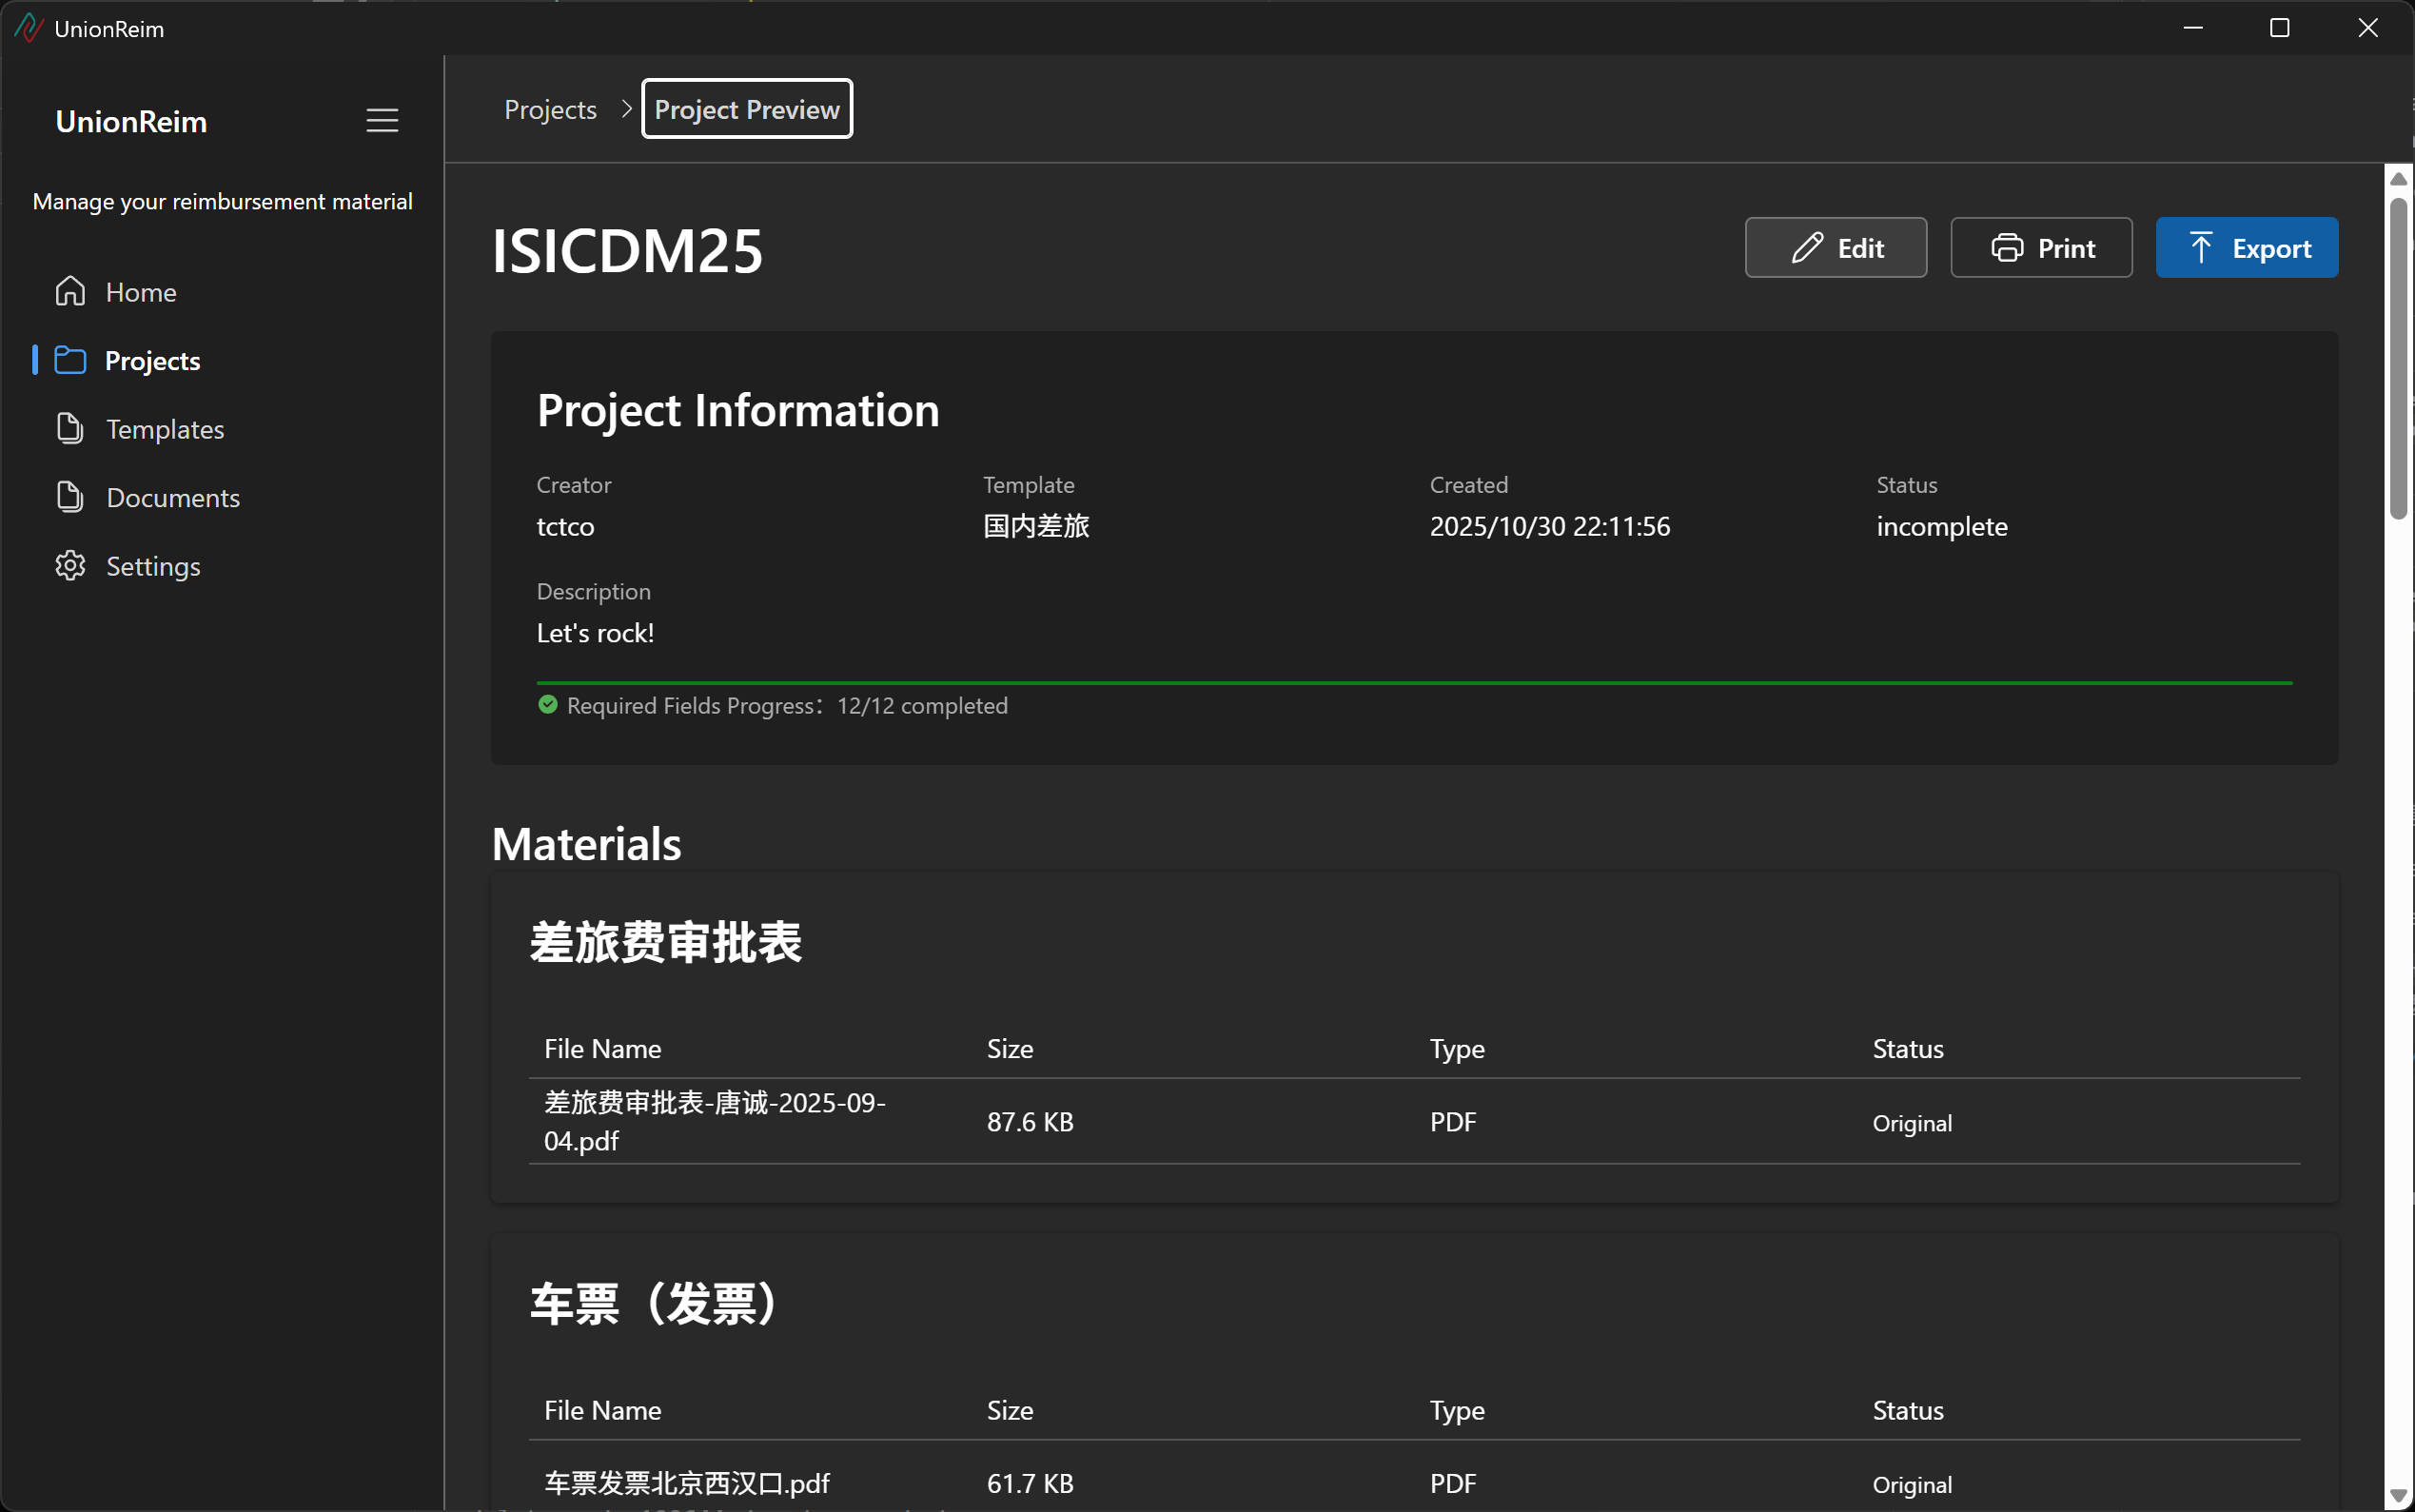 UnionReim
UnionReim
Manage your reimbursement material
Home
Projects
Templates
Documents
Settings
Projects > Project Preview
ISICDM25
Edit
Print
Export
Project Information
Creator
Template
Created
Status
tctco
国内差旅
2025/10/30 22:11:56
incomplete
Description
Let's rock!
Required Fields Progress：12/12 completed
Materials
差旅费审批表
File Name
Size
Type
Status
差旅费审批表-唐诚-2025-09-
04.pdf
87.6 KB
PDF
Original
车票（发票）
File Name
Size
Type
Status
车票发票北京西汉口.pdf
61.7 KB
PDF
Original